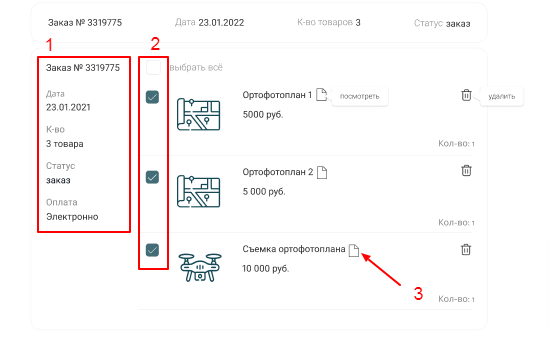 Заказ № 3319775 Дата 23.01.2022 К-во товаров 3 Статус заказ
1 2
Заказ № 3319775 выбрать всё
Дата
23.01.2021
К-во
3 товара
Статус
заказ
Оплата
Электронно
Ортофотоплан 1 посмотреть удалить
5000 руб.
Кол-во: 1
Ортофотоплан 2
5 000 руб.
Кол-во: 1
Съемка ортофотоплана
10 000 руб.
3
Кол-во: 1